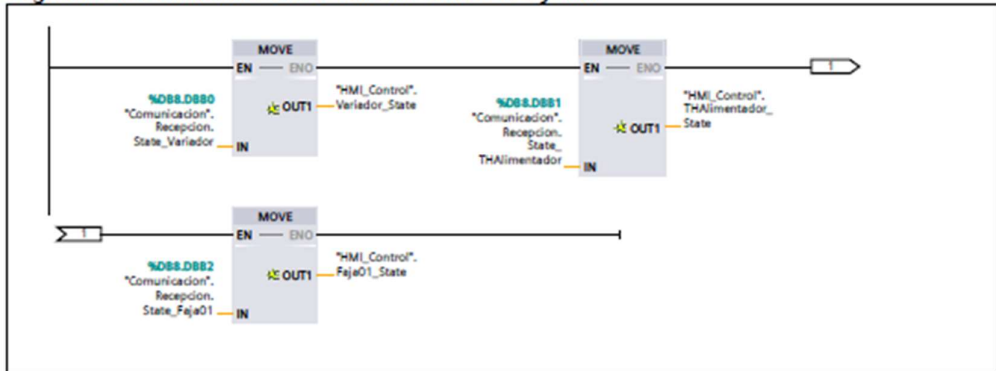 MOVE
EN ENO
%DB8.DBB0
"Comunicacion".
Recepcion.
State_Variador
IN
OUT1
"HMI_Control".
Variador_State
MOVE
EN ENO
%DB8.DBB1
"Comunicacion".
Recepcion.
State_
THAlimentador
IN
OUT1
"HMI_Control".
THAlimentador_
State
1
1
MOVE
EN ENO
%DB8.DBB2
"Comunicacion".
Recepcion.
State_Faja01
IN
OUT1
"HMI_Control".
Faja01_State